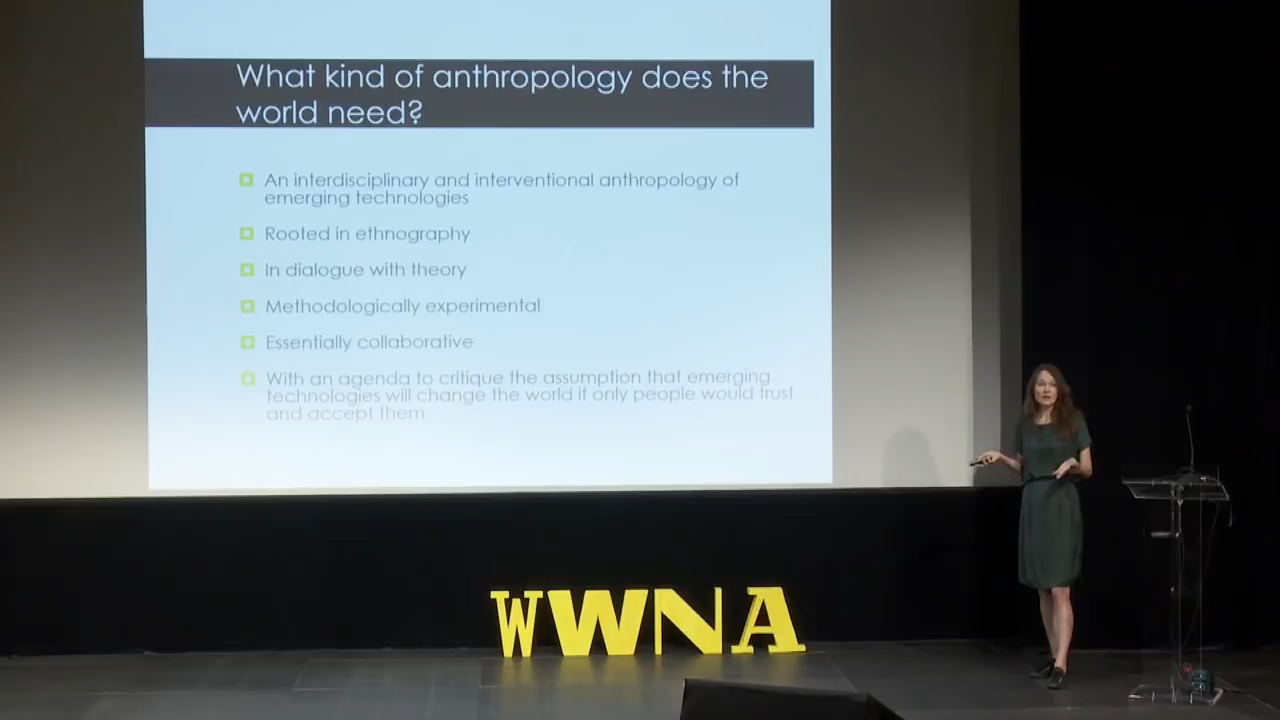 What kind of anthropology does the
world need?
An interdisciplinary and interventional anthropology of
emerging technologies
Rooted in ethnography
In dialogue with theory
Methodologically experimental
Essentially collaborative
With an agenda to critique the assumption that emerging
technologies will change the world if only people would trust
and accept them
WWNA